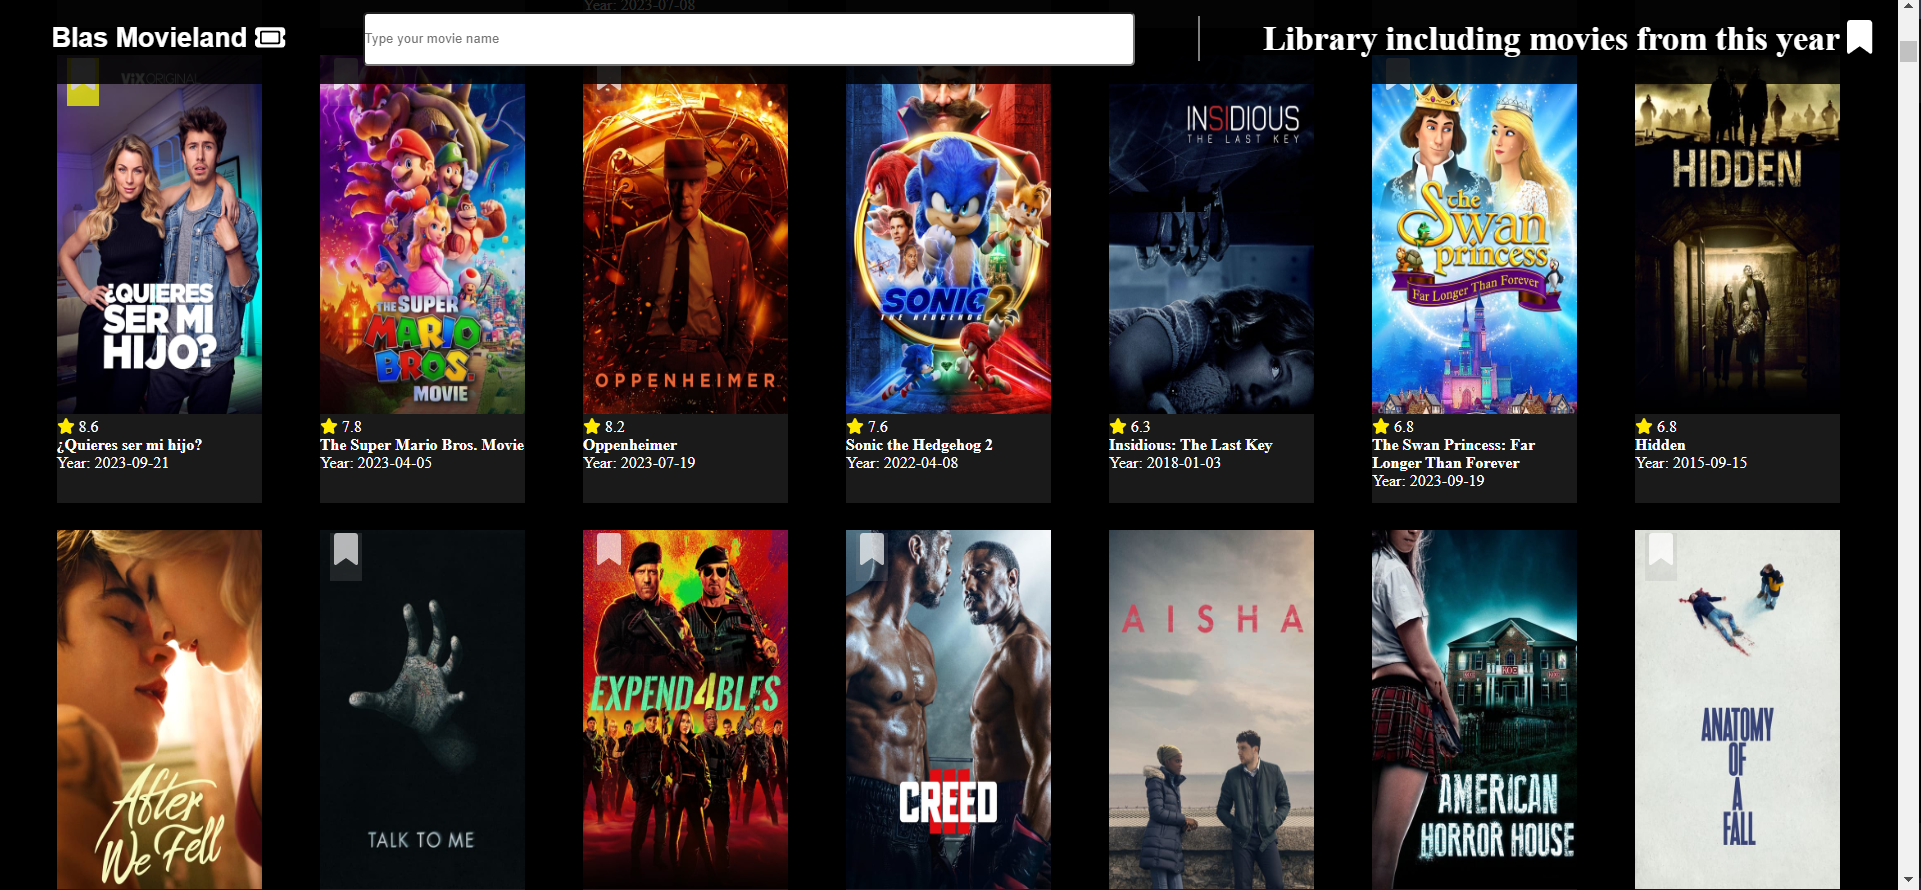 Year: 2023-07-08
Blas Movieland
Type your movie name
Library including movies from this year
ViX ORIGINAL
¿QUIERES
SER MI
HIJO?
THE SUPER
MARIO
BROS.
MOVIE
OPPENHEIMER
SONIC 2
THE HEDGEHOG
INSIDIOUS
THE LAST KEY
the
Swan
princess
Far Longer Than Forever
HIDDEN
8.6
¿Quieres ser mi hijo?
Year: 2023-09-21
7.8
The Super Mario Bros. Movie
Year: 2023-04-05
8.2
Oppenheimer
Year: 2023-07-19
7.6
Sonic the Hedgehog 2
Year: 2022-04-08
6.3
Insidious: The Last Key
Year: 2018-01-03
6.8
The Swan Princess: Far
Longer Than Forever
Year: 2023-09-19
6.8
Hidden
Year: 2015-09-15
After
We Fell
TALK TO ME
EXPEND4BLES
CREED
III
AISHA
AMERICAN
HORROR HOUSE
ANATOMY
OF
A
FALL